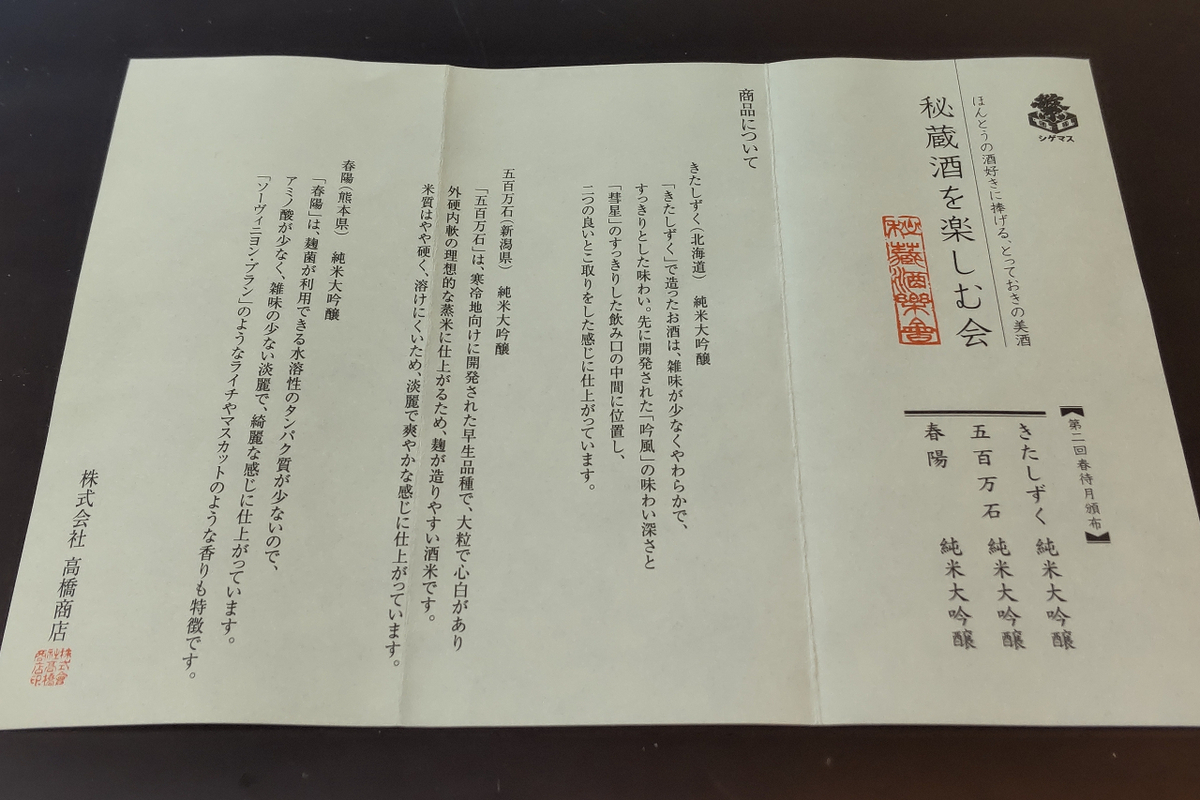 シゲマス
ほんとうの酒好きに捧げる、とっておきの美酒
秘蔵酒を楽しむ会
秘蔵酒楽會
【第二回春待月頒布】
きたしずく 純米大吟醸
五百万石 純米大吟醸
春陽 純米大吟醸
商品について
きたしずく（北海道） 純米大吟醸
「きたしずく」で造ったお酒は、雑味が少なくやわらかで、
すっきりとした味わい。先に開発された「吟風」の味わい深さと
「彗星」のすっきりした飲み口の中間に位置し、
二つの良いとこ取りをした感じに仕上がっています。
五百万石（新潟県） 純米大吟醸
「五百万石」は、寒冷地向けに開発された早生品種で、大粒で心白があり
外硬内軟の理想的な蒸米に仕上がるため、麹が造りやすい酒米です。
米質はやや硬く、溶けにくいため、淡麗で爽やかな感じに仕上がっています。
春陽（熊本県） 純米大吟醸
「春陽」は、麹菌が利用できる水溶性のタンパク質が少ないので、
アミノ酸が少なく、雑味の少ない淡麗で、綺麗な感じに仕上がっています。
「ソーヴィニヨン・ブラン」のようなライチやマスカットのような香りも特徴です。
株式会社 高橋商店